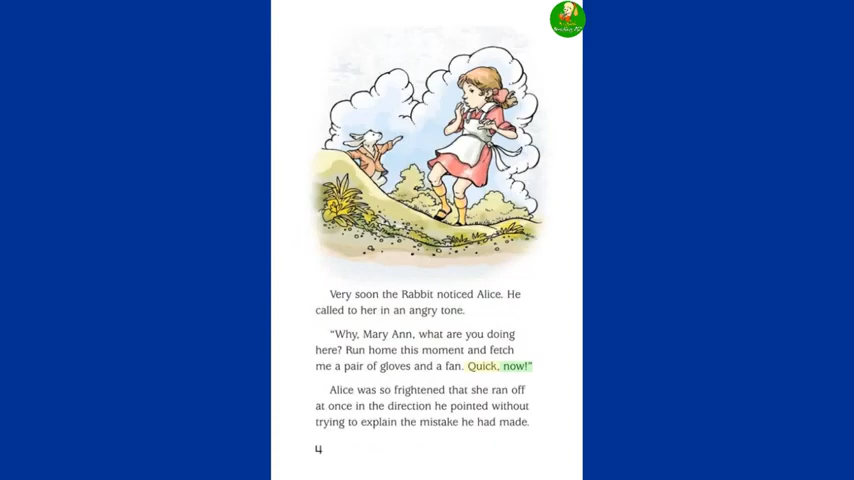 Very soon the Rabbit noticed Alice. He
called to her in an angry tone.
“Why, Mary Ann, what are you doing
here? Run home this moment and fetch
me a pair of gloves and a fan. Quick, now!”
Alice was so frightened that she ran off
at once in the direction he pointed without
trying to explain the mistake he had made.
4